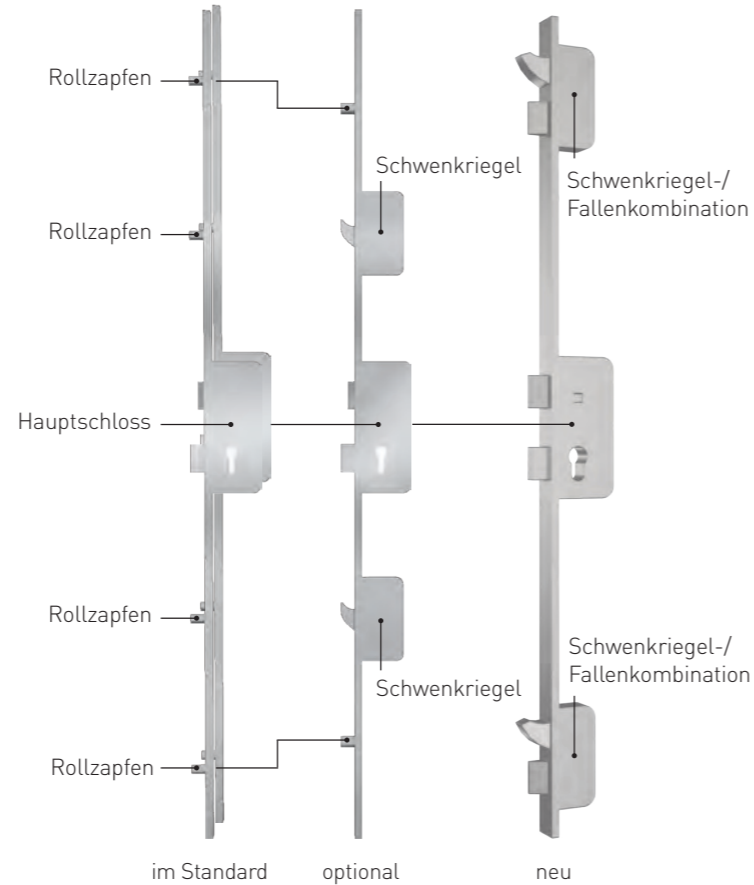 Rollzapfen
Schwenkriegel
Schwenkriegel-/
Fallenkombination
Rollzapfen
Hauptschloss
Rollzapfen
Schwenkriegel-/
Fallenkombination
Schwenkriegel
Rollzapfen
im Standard
optional
neu